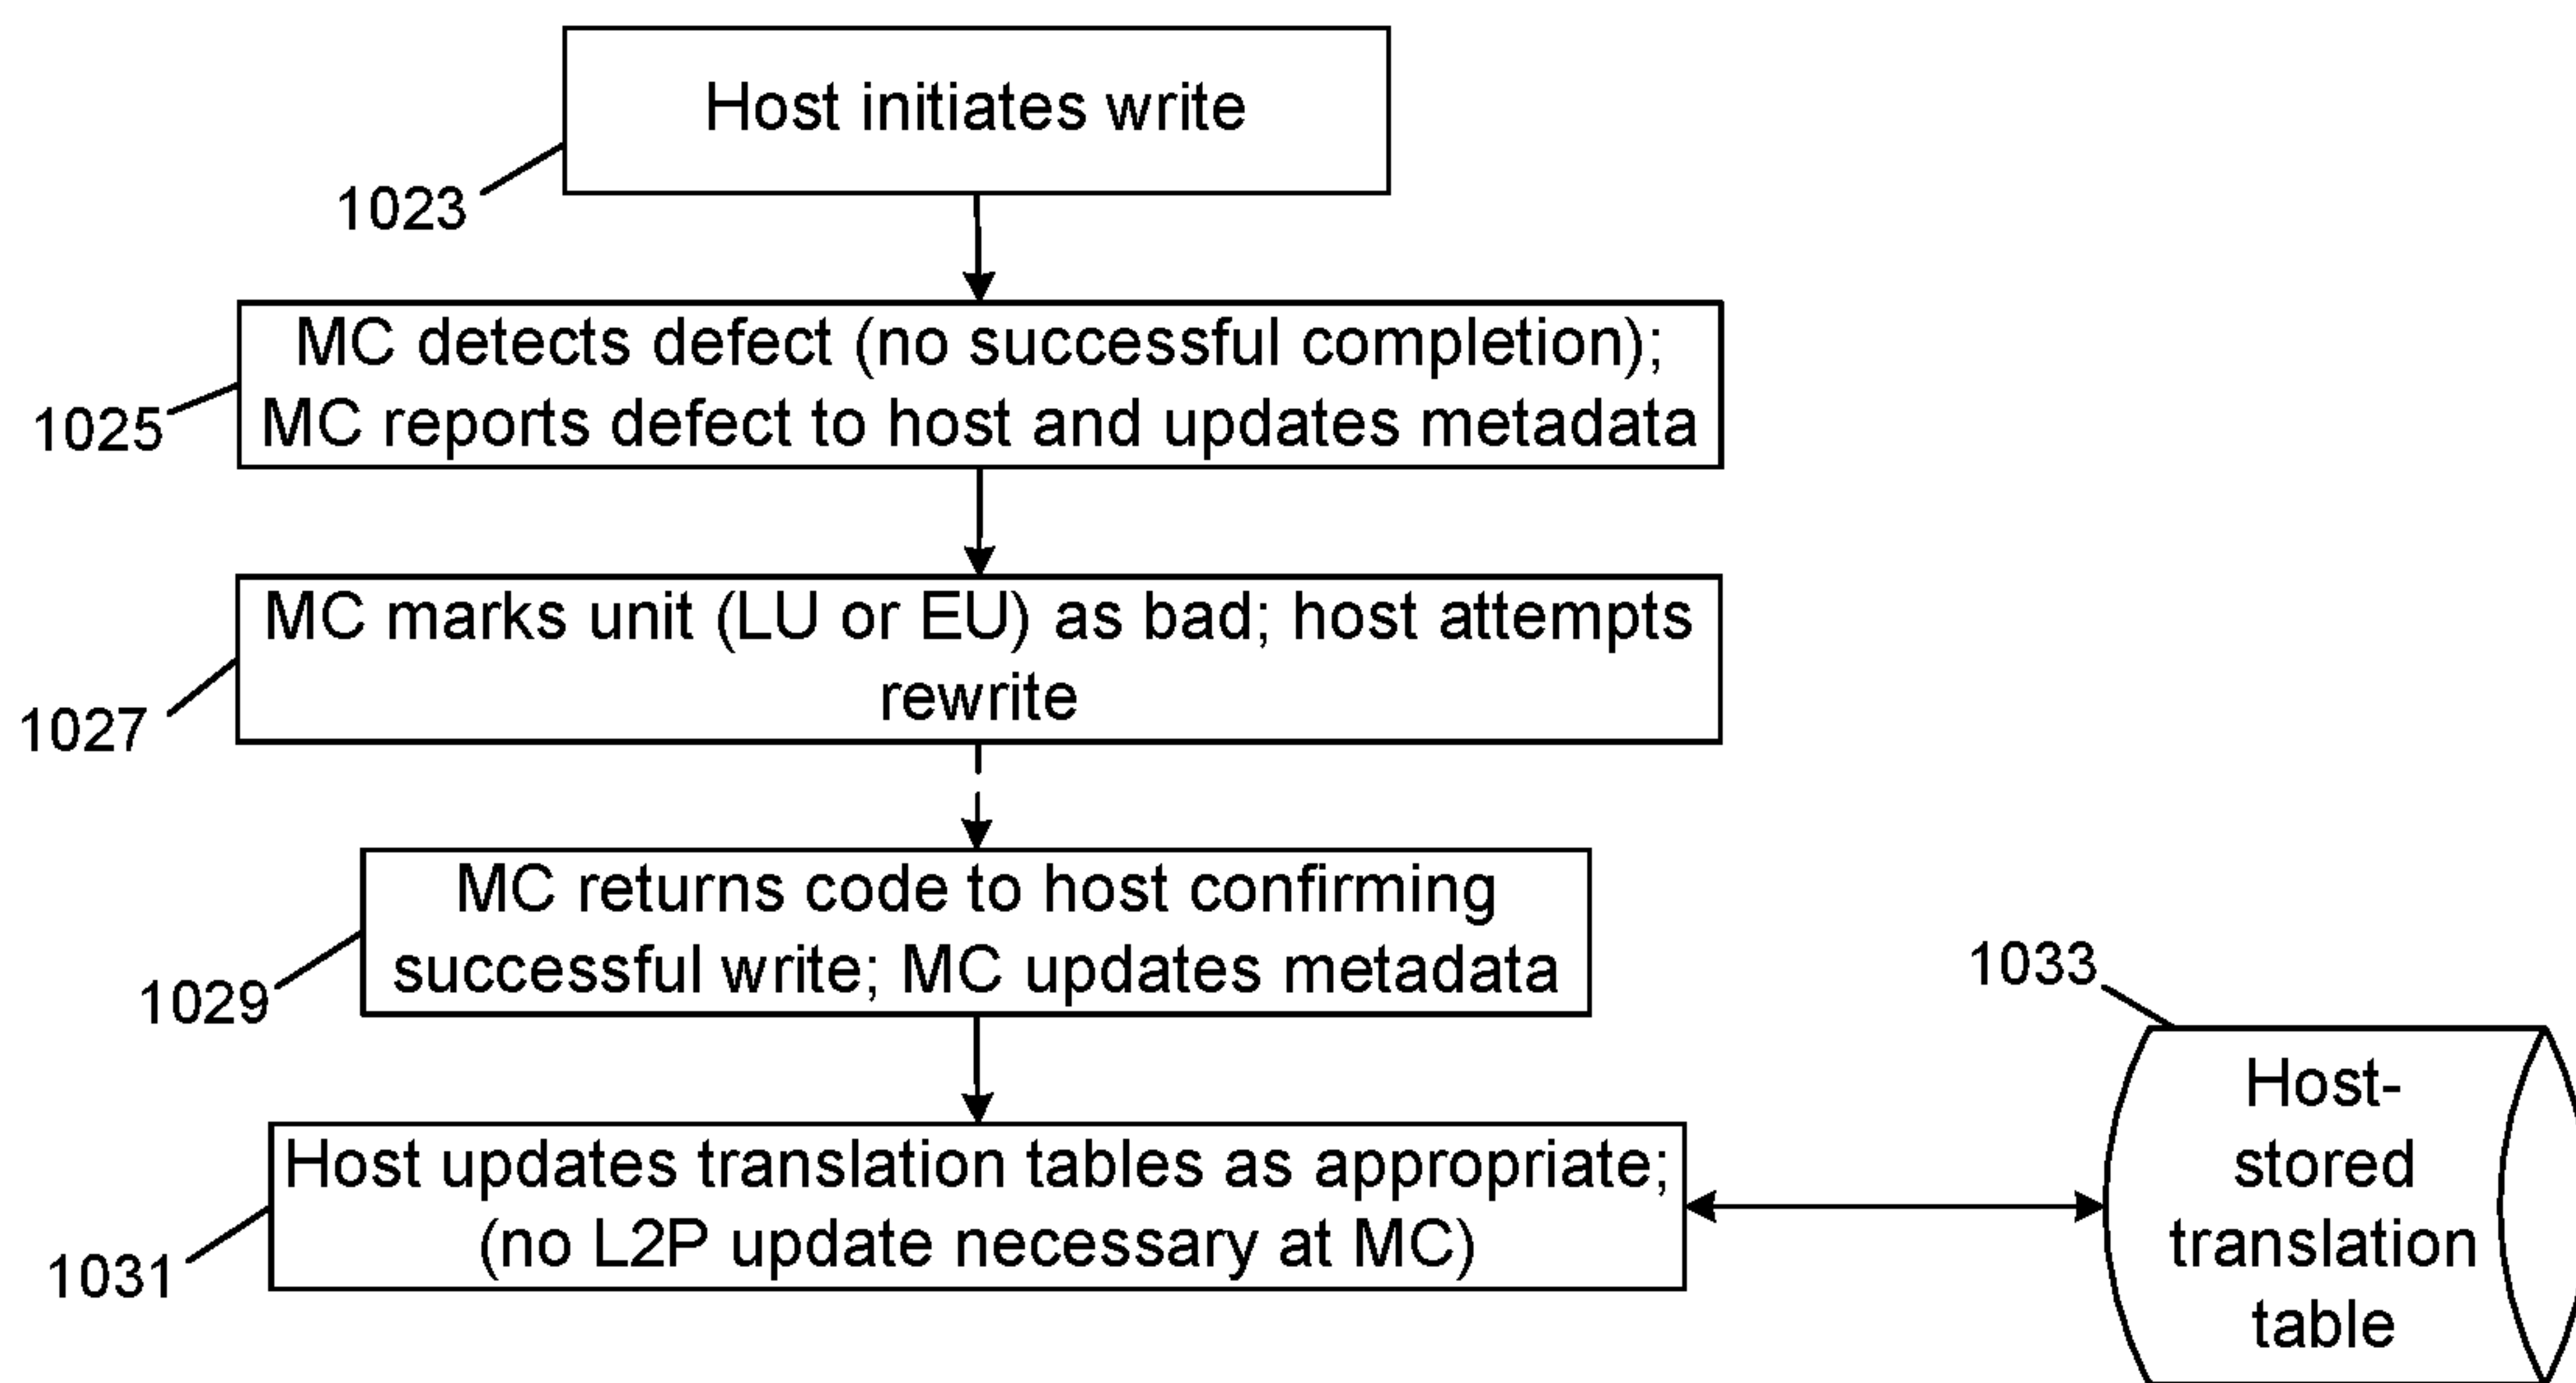 Host initiates write
1023
MC detects defect (no successful completion);
MC reports defect to host and updates metadata
1025
MC marks unit (LU or EU) as bad; host attempts
rewrite
1027
MC returns code to host confirming
successful write; MC updates metadata
1029
1033
Host updates translation tables as appropriate;
(no L2P update necessary at MC)
1031
Host-
stored
translation
table